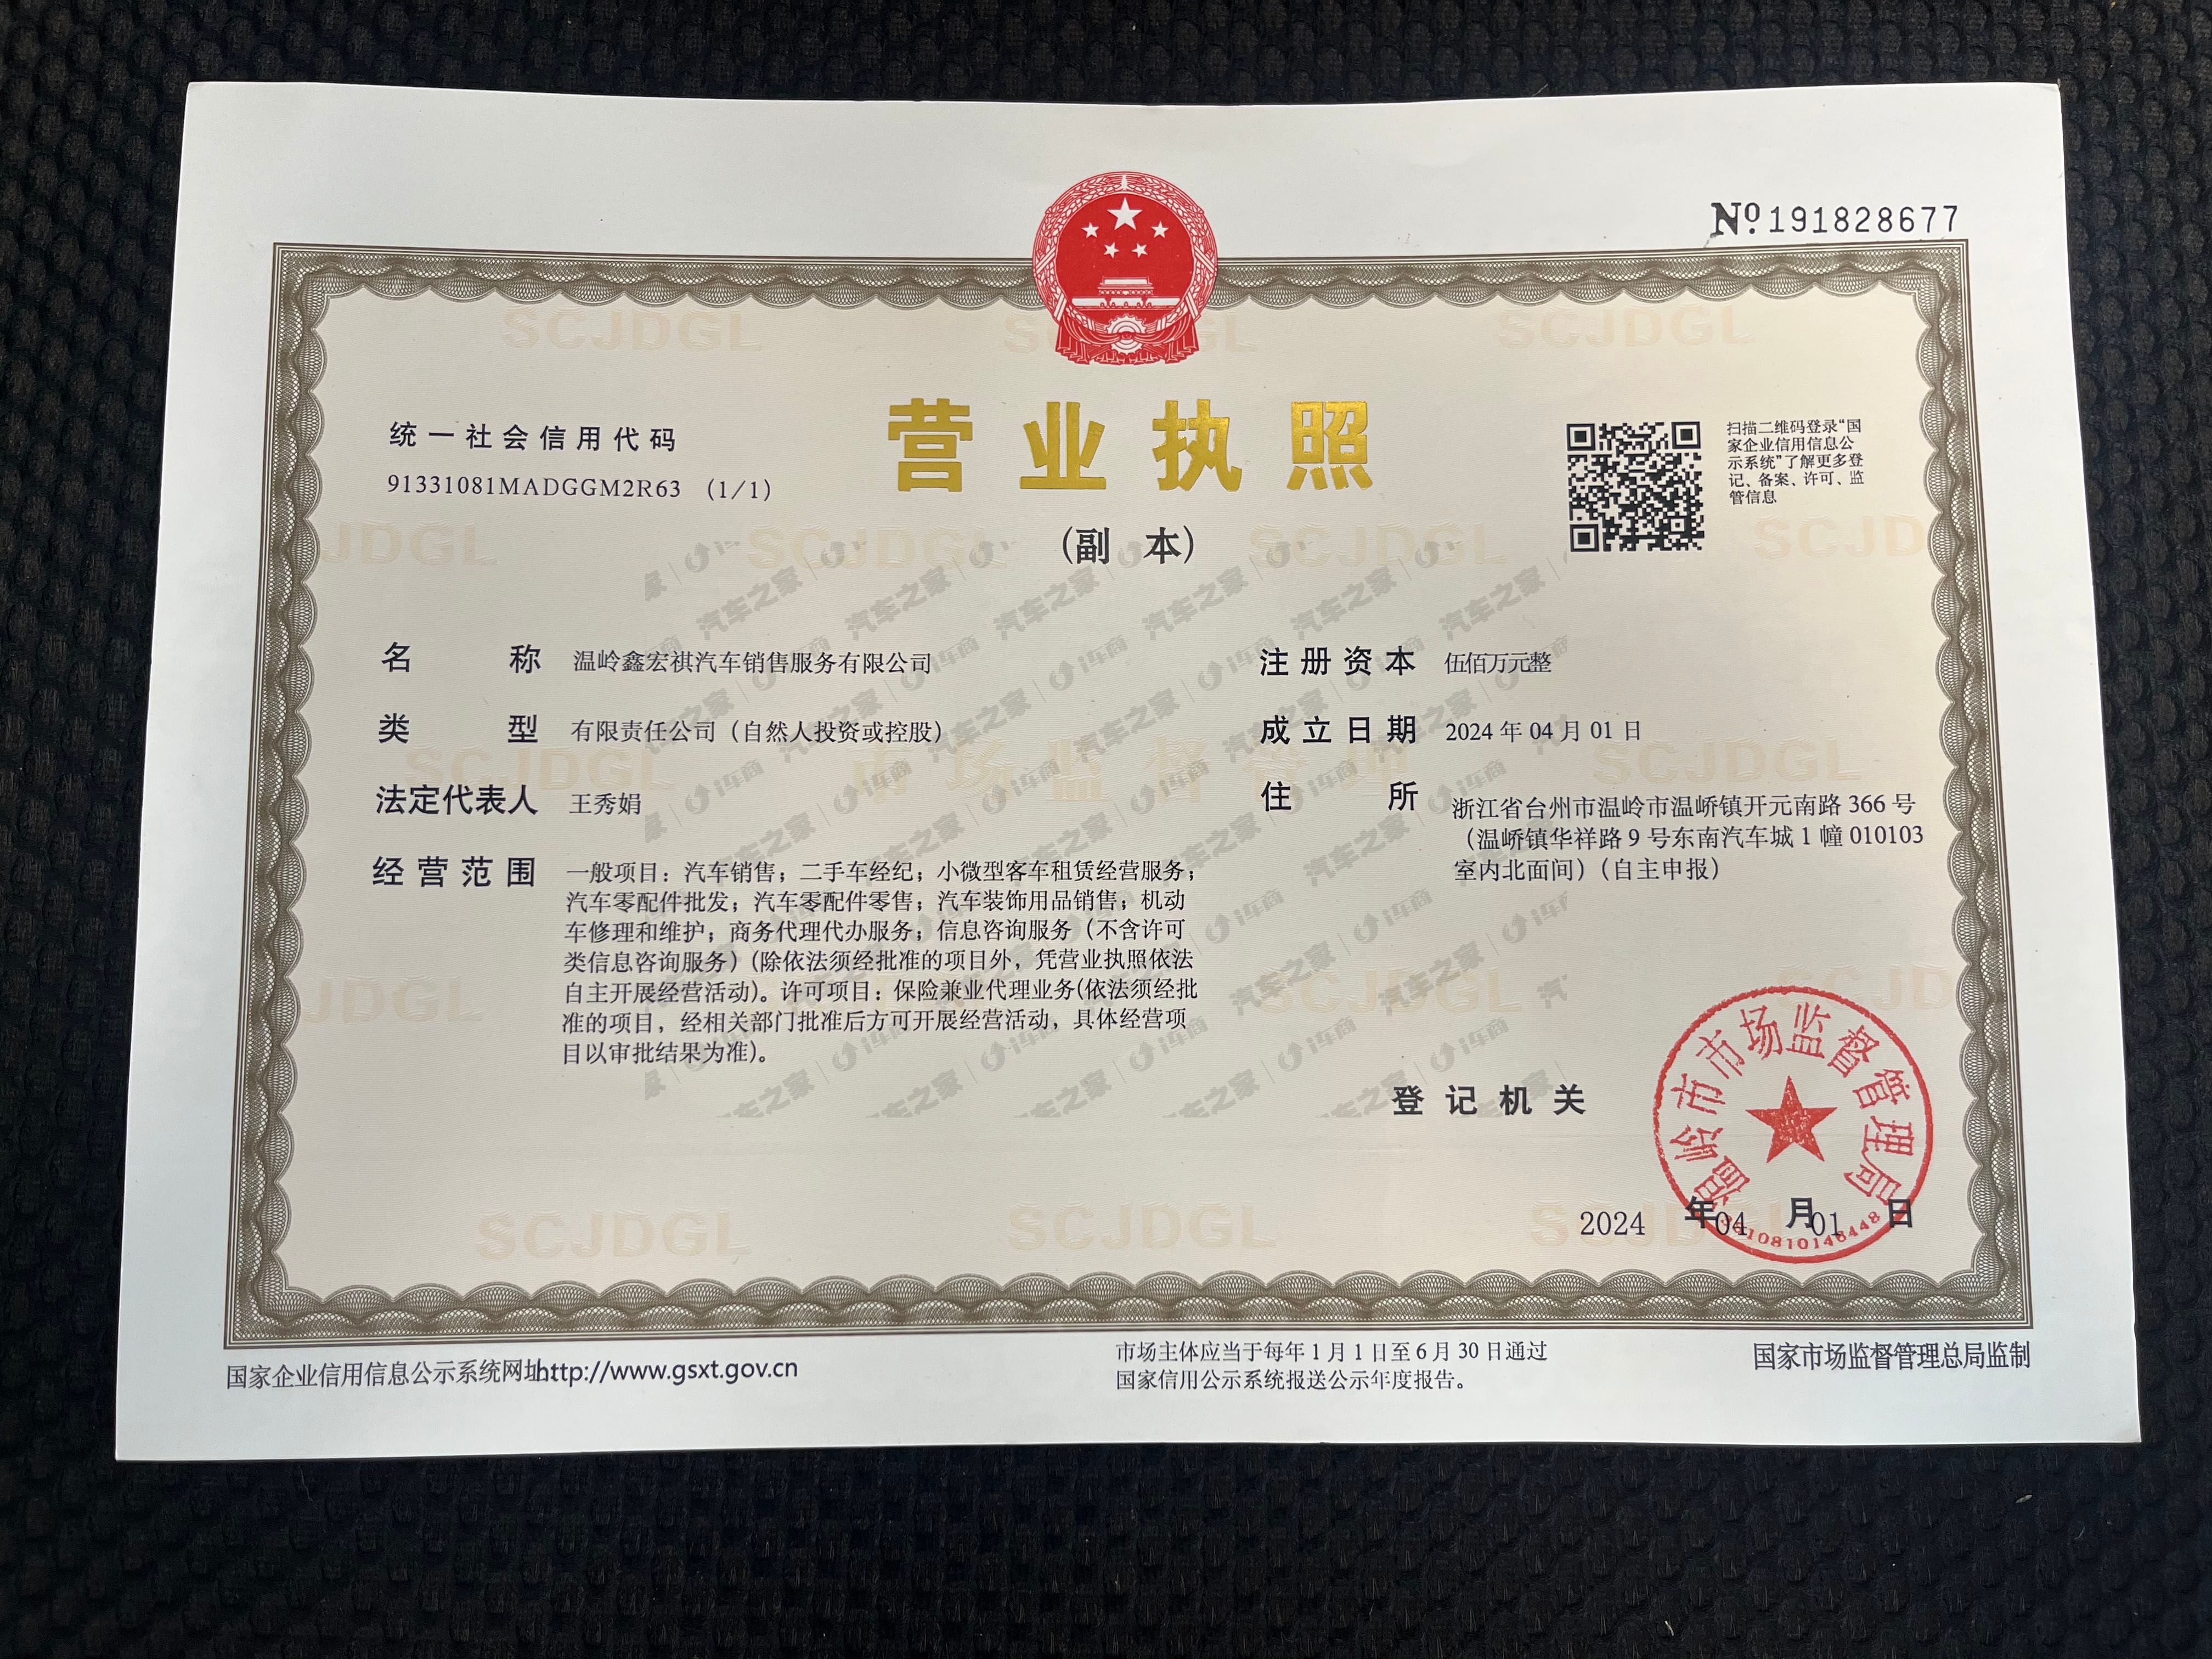 Nº191828677
营业执照
(副 本)
统一社会信用代码
91331081MADGGM2R63 (1/1)
扫描二维码登录“国
家企业信用信息公
示系统”了解更多登
记、备案、许可、监
管信息
名 称 温岭鑫宏祺汽车销售服务有限公司
类 型 有限责任公司（自然人投资或控股）
法定代表人 王秀娟
经营范围 一般项目：汽车销售；二手车经纪；小微型客车租赁经营服务；
汽车零配件批发；汽车零配件零售；汽车装饰用品销售；机动
车修理和维护；商务代理代办服务；信息咨询服务（不含许可
类信息咨询服务）(除依法须经批准的项目外，凭营业执照依法
自主开展经营活动)。许可项目：保险兼业代理业务(依法须经批
准的项目，经相关部门批准后方可开展经营活动，具体经营项
目以审批结果为准)。
注册资本 伍佰万元整
成立日期 2024年04月01日
住 所 浙江省台州市温岭市温峤镇开元南路366号
（温峤镇华祥路9号东南汽车城1幢010103
室内北面间）（自主申报）
登记机关
温岭市市场监督管理局
2024 年04 月01 日
国家企业信用信息公示系统网址http://www.gsxt.gov.cn
市场主体应当于每年1月1日至6月30日通过
国家信用公示系统报送公示年度报告。
国家市场监督管理总局监制
SCJDGL
市场监督管理
汽车之家
i车商